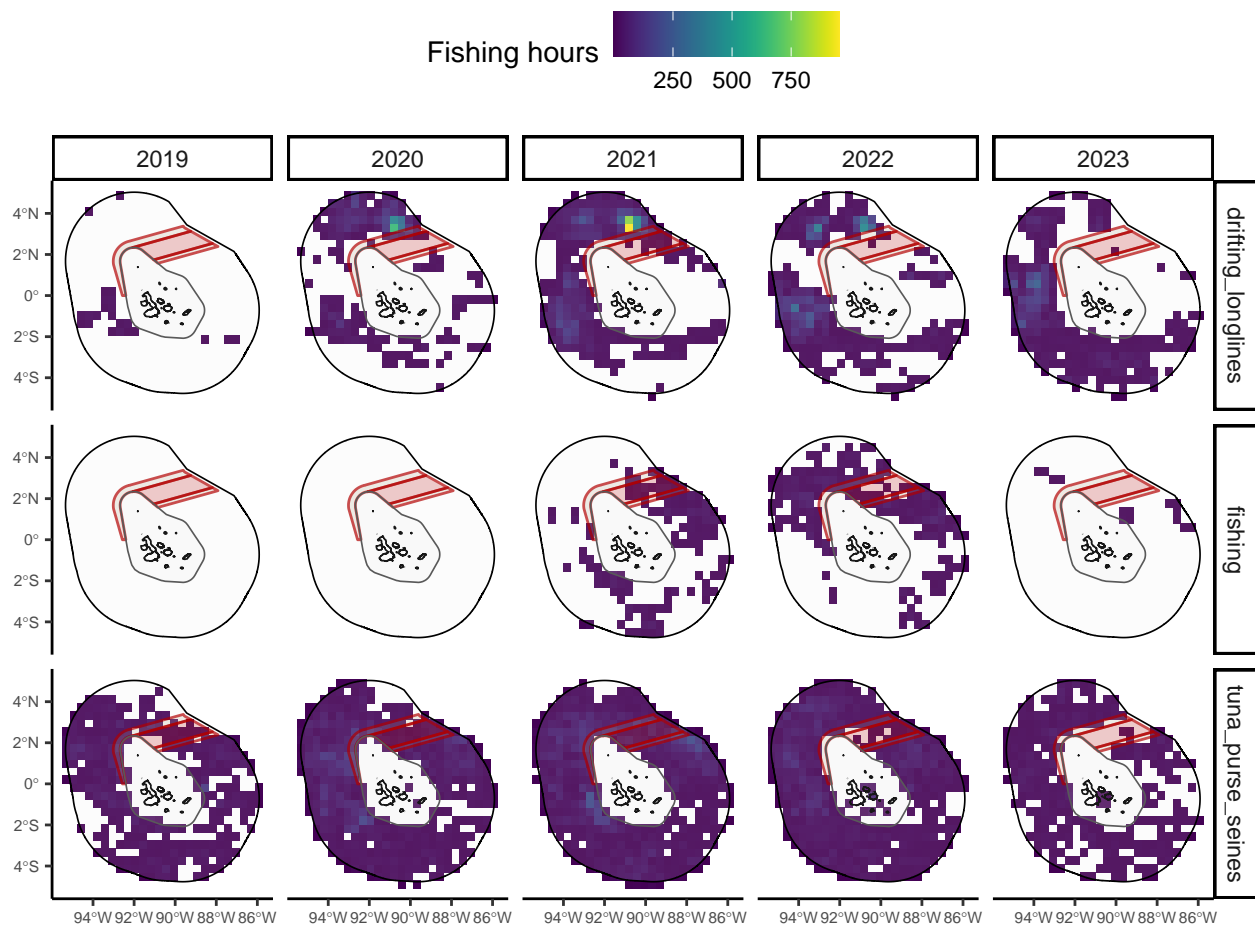 Fishing hours
250 500 750
2019 2020 2021 2022 2023
4°N
2°N
0°
2°S
4°S
drifting_longlines
4°N
2°N
0°
2°S
4°S
fishing
4°N
2°N
0°
2°S
4°S
tuna_purse_seines
94°W 92°W 90°W 88°W 86°W 94°W 92°W 90°W 88°W 86°W 94°W 92°W 90°W 88°W 86°W 94°W 92°W 90°W 88°W 86°W 94°W 92°W 90°W 88°W 86°W